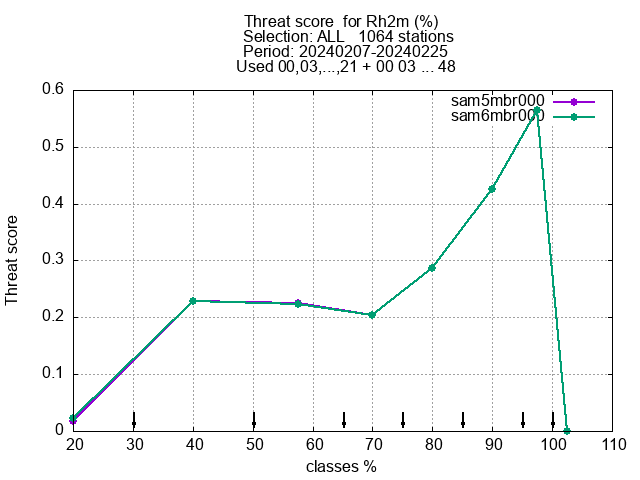 Threat score  for Rh2m (%)
Selection: ALL   1064 stations
Period: 20240207-20240225
Used 00,03,...,21 + 00 03 ... 48
sam5mbr000
sam6mbr000
Threat score
0.6
0.5
0.4
0.3
0.2
0.1
0
20 30 40 50 60 70 80 90 100 110
classes %